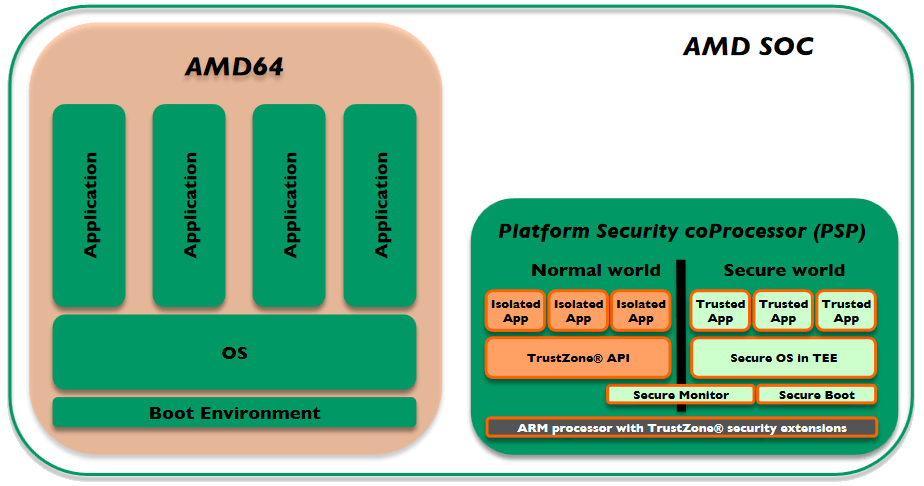 AMD SOC
AMD64
Application
Application
Application
Application
OS
Boot Environment
Platform Security coProcessor (PSP)
Normal world
Secure world
Isolated
App
Isolated
App
Isolated
App
Trusted
App
Trusted
App
Trusted
App
TrustZone® API
Secure OS in TEE
Secure Monitor
Secure Boot
ARM processor with TrustZone® security extensions